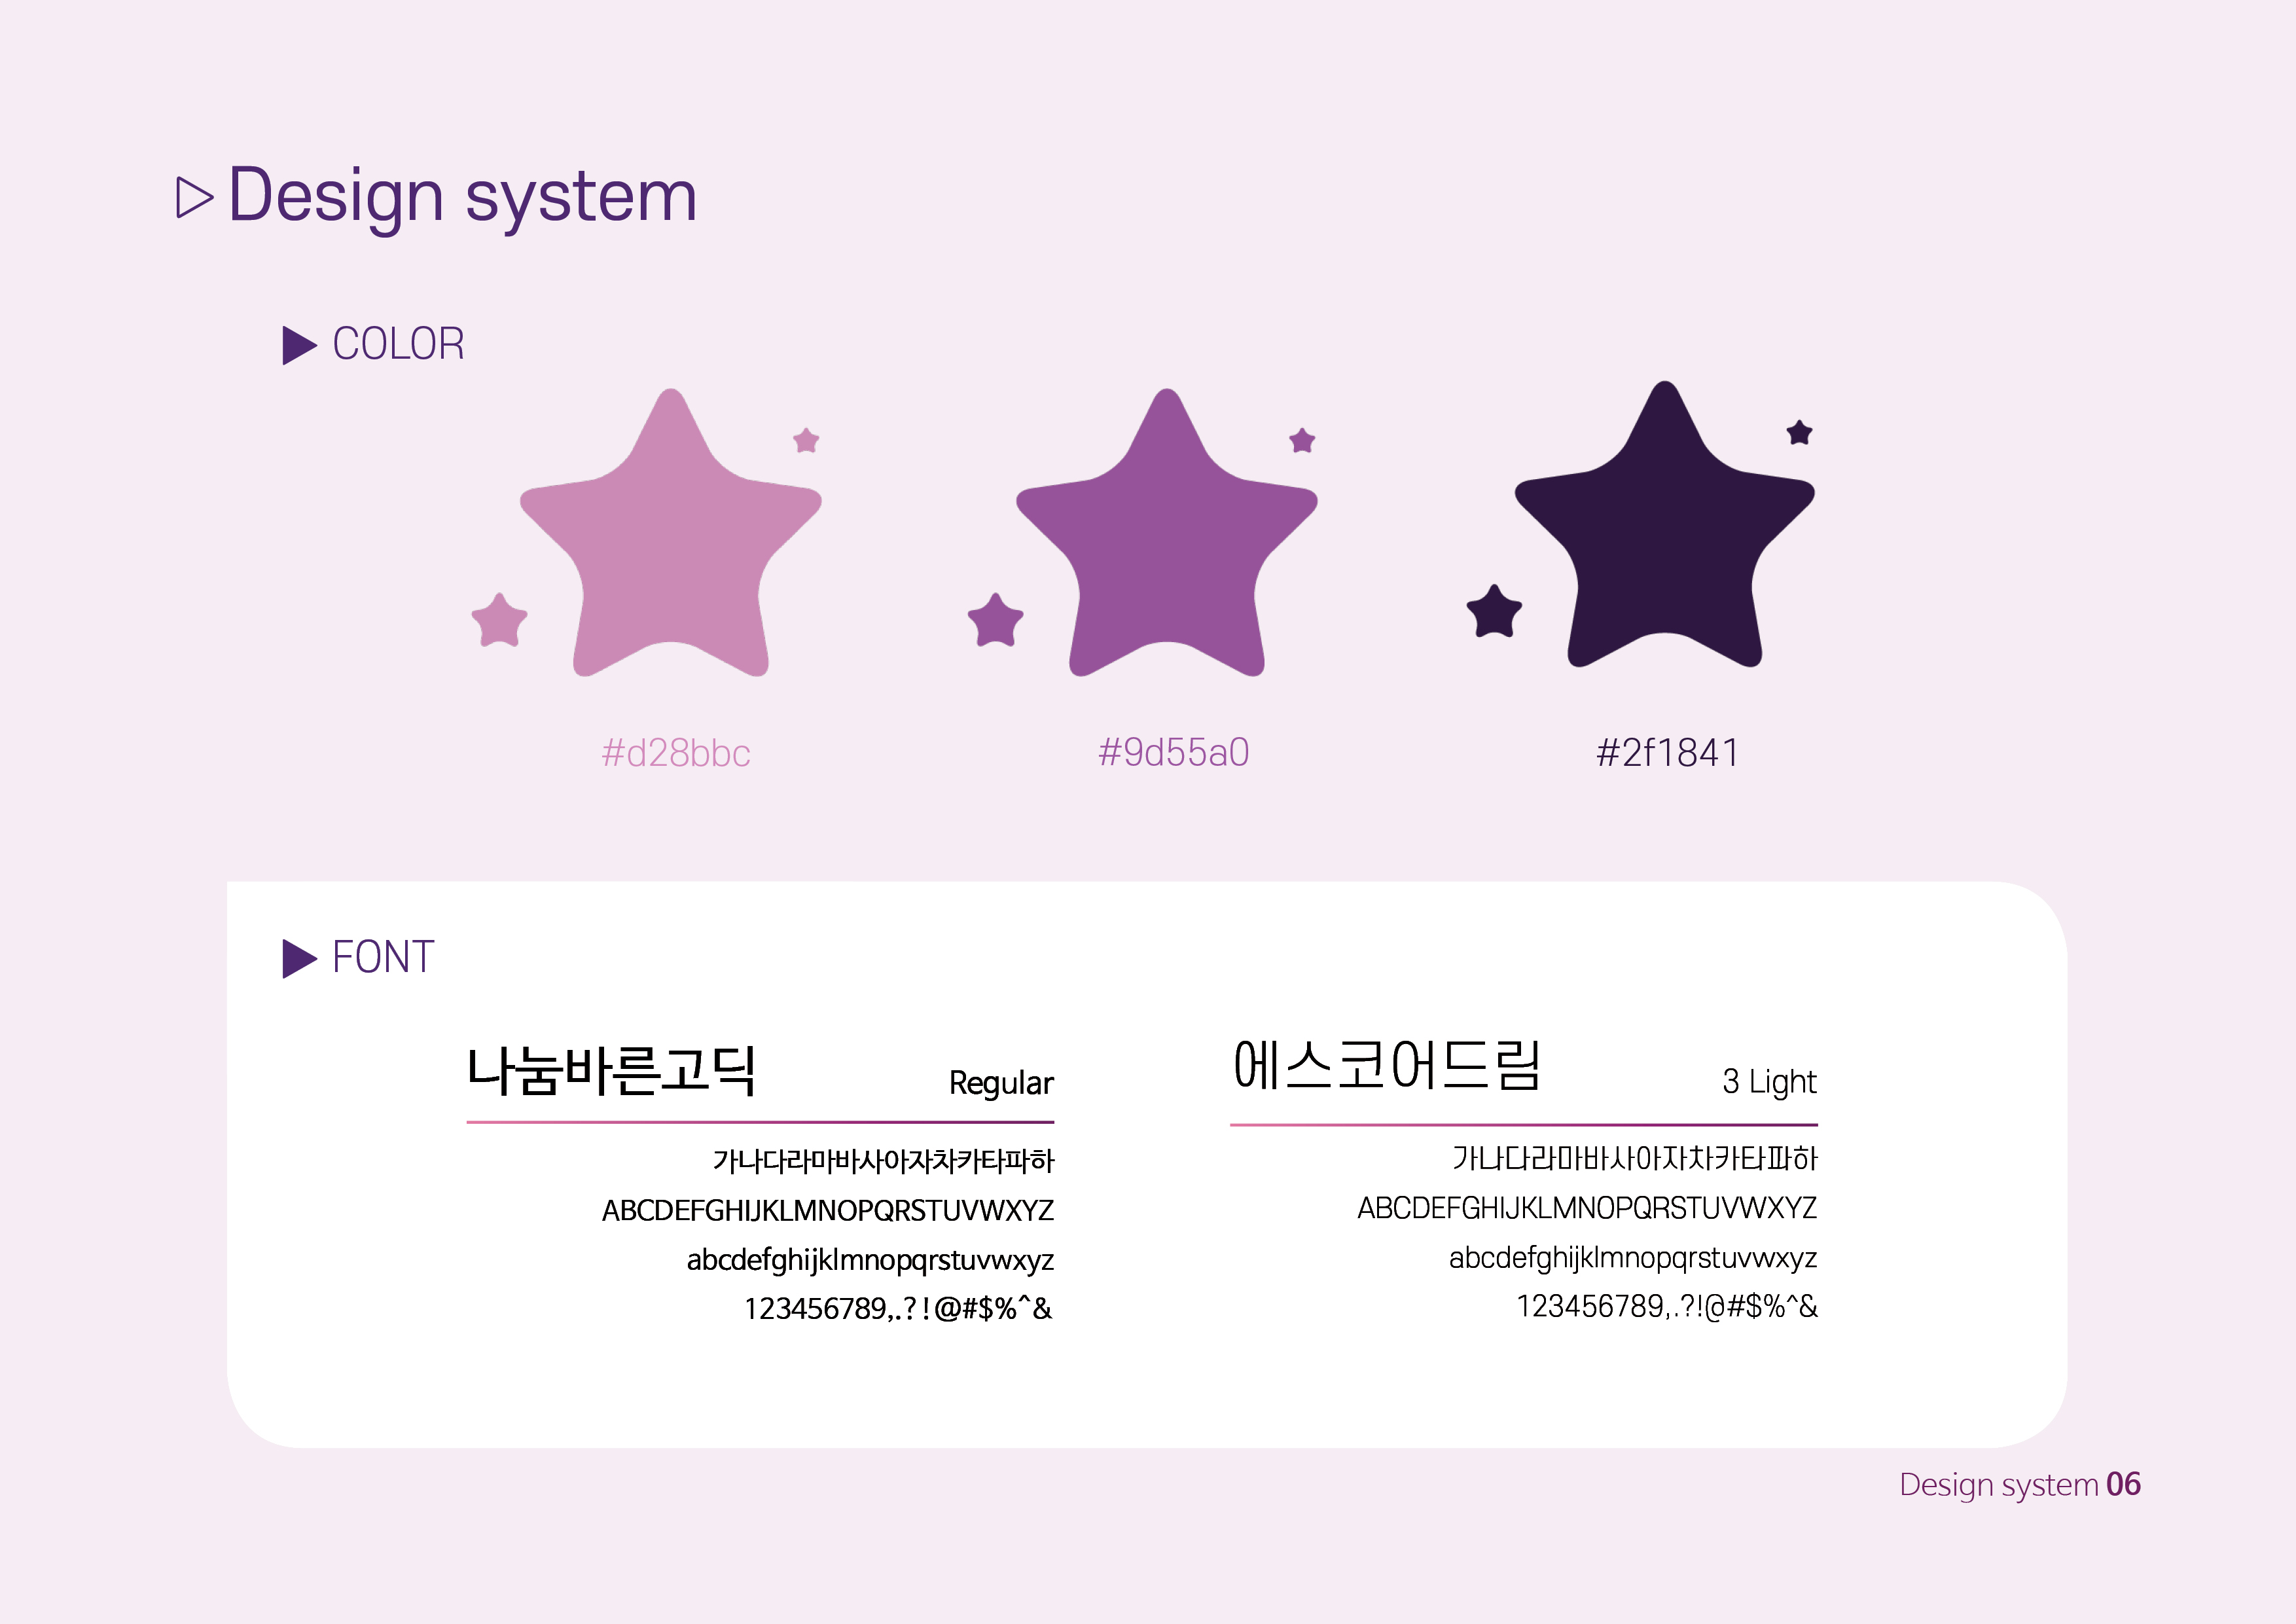 Design system
COLOR
#d28bbc
#9d55a0
#2f1841
FONT
나눔바른고딕
Regular
가나다라마바사아자차카타파하
ABCDEFGHIJKLMNOPQRSTUVWXYZ
abcdefghijklmnopqrstuvwxyz
123456789,.?!@#$%^&
에스코어드림
3 Light
가나다라마바사아자차카타파하
ABCDEFGHIJKLMNOPQRSTUVWXYZ
abcdefghijklmnopqrstuvwxyz
123456789,.?!@#$%^&
Design system 06